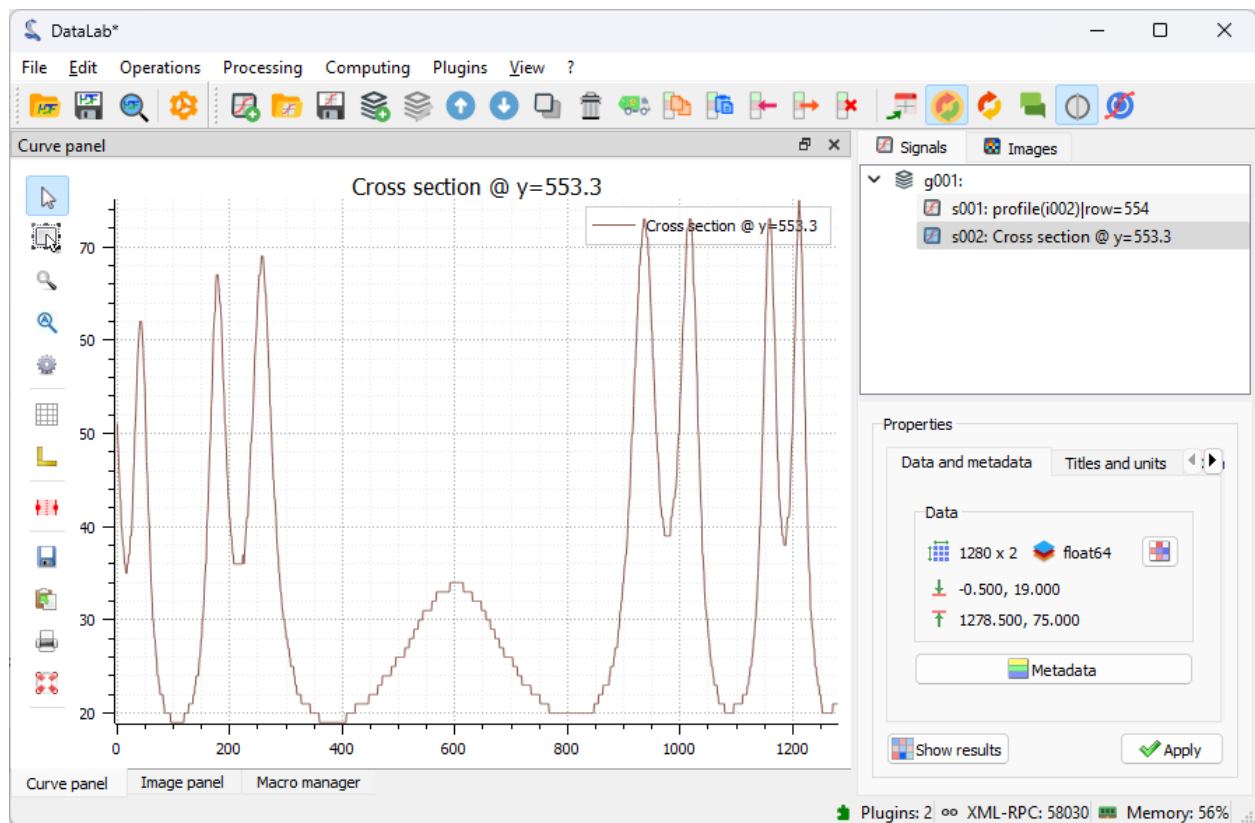 DataLab*
File Edit Operations Processing Computing Plugins View ?
Curve panel
Cross section @ y=553.3
Cross section @ y=553.3
70
60
50
40
30
20
0 200 400 600 800 1000 1200
Curve panel Image panel Macro manager
Signals Images
g001:
s001: profile(i002)|row=554
s002: Cross section @ y=553.3
Properties
Data and metadata Titles and units
Data
1280 x 2 float64
-0.500, 19.000
1278.500, 75.000
Metadata
Show results Apply
Plugins: 2 XML-RPC: 58030 Memory: 56%